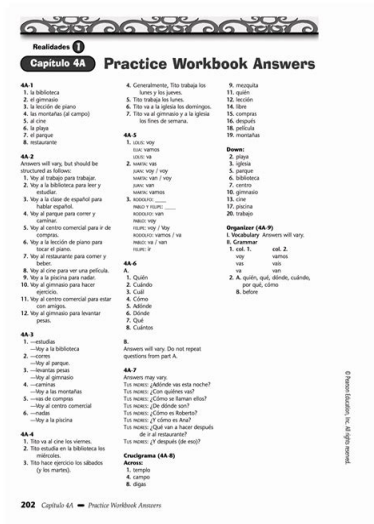 Realidades 1
Capítulo 4A
Practice Workbook Answers
4A-1
1. la biblioteca
2. el gimnasio
3. la lección de piano
4. las montañas (al campo)
5. al cine
6. la playa
7. el parque
8. restaurante
4A-2
Answers will vary, but should be
structured as follows:
1. Voy al trabajo para trabajar.
2. Voy a la biblioteca para leer y
estudiar.
3. Voy a la clase de español para
hablar español.
4. Voy al parque para correr y
caminar.
5. Voy al centro comercial para ir de
compras.
6. Voy a la lección de piano para
tocar el piano.
7. Voy al restaurante para comer y
beber.
8. Voy al cine para ver una película.
9. Voy a la piscina para nadar.
10. Voy al gimnasio para hacer
ejercicio.
11. Voy al centro comercial para estar
con amigos.
12. Voy al gimnasio para levantar
pesas.
4A-3
1. —estudias
—Voy a la biblioteca
2. —corres
—Voy al parque.
3. —levantas pesas
—Voy al gimnasio
4. —caminas
—Voy a las montañas
5. —vas de compras
—Voy al centro comercial
6. —nadas
—Voy a la piscina
4A-4
1. Tito va al cine los viernes.
2. Tito estudia en la biblioteca los
miércoles.
3. Tito hace ejercicio los sábados
(y los martes).
4. Generalmente, Tito trabaja los
lunes y los jueves.
5. Tito trabaja los lunes.
6. Tito va a la iglesia los domingos.
7. Tito va al gimnasio y a la iglesia
los fines de semana.
4A-5
1. LOLIS: voy
ELIA: vamos
LOLIS: va
2. MARTA: vas
JUAN: voy / voy
MARTA: van / voy
JUAN: van
MARTA: vamos
3. RODOLFO: ____
PABLO Y FELIPE: ____
RODOLFO: van
PABLO: voy
FELIPE: voy / Voy
RODOLFO: vamos / va
PABLO: va / van
FELIPE: ir
4A-6
A.
1. Quién
2. Cuándo
3. Cuál
4. Cómo
5. Adónde
6. Dónde
7. Qué
8. Cuántos
B.
Answers will vary. Do not repeat
questions from part A.
4A-7
Answers may vary.
TUS PADRES: ¿Adónde vas esta noche?
TUS PADRES: ¿Con quiénes vas?
TUS PADRES: ¿Cómo se llaman ellos?
TUS PADRES: ¿De dónde son?
TUS PADRES: ¿Cómo es Roberto?
TUS PADRES: ¿Y cómo es Ana?
TUS PADRES: ¿Qué van a hacer después
de ir al restaurante?
TUS PADRES: ¿Y después (de eso)?
Crucigrama (4A-8)
Across:
1. templo
4. campo
8. digas
9. mezquita
11. quién
12. lección
14. libre
15. compras
16. después
18. película
19. montañas
Down:
2. playa
3. iglesia
5. parque
6. biblioteca
7. centro
10. gimnasio
13. cine
17. piscina
20. trabajo
Organizer (4A-9)
I. Vocabulary Answers will vary.
II. Grammar
1. col. 1. col. 2.
voy vamos
vas vais
va van
2. A. quién, qué, dónde, cuándo,
por qué, cómo
B. before
© Pearson Education, Inc. All rights reserved.
202 Capítulo 4A — Practice Workbook Answers